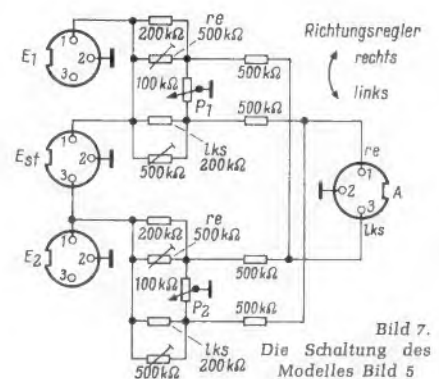 200kΩ
re
500kΩ
Richtungsregler
rechts
links
E1
1
2
3
100kΩ
P1
500kΩ
500kΩ
Est
1
2
3
lks
200kΩ
500kΩ
re
1
2
3
A
lks
re
500kΩ
200kΩ
E2
1
2
3
100kΩ
P2
500kΩ
500kΩ
lks
200kΩ
500kΩ
Bild 7.
Die Schaltung des
Modelles Bild 5